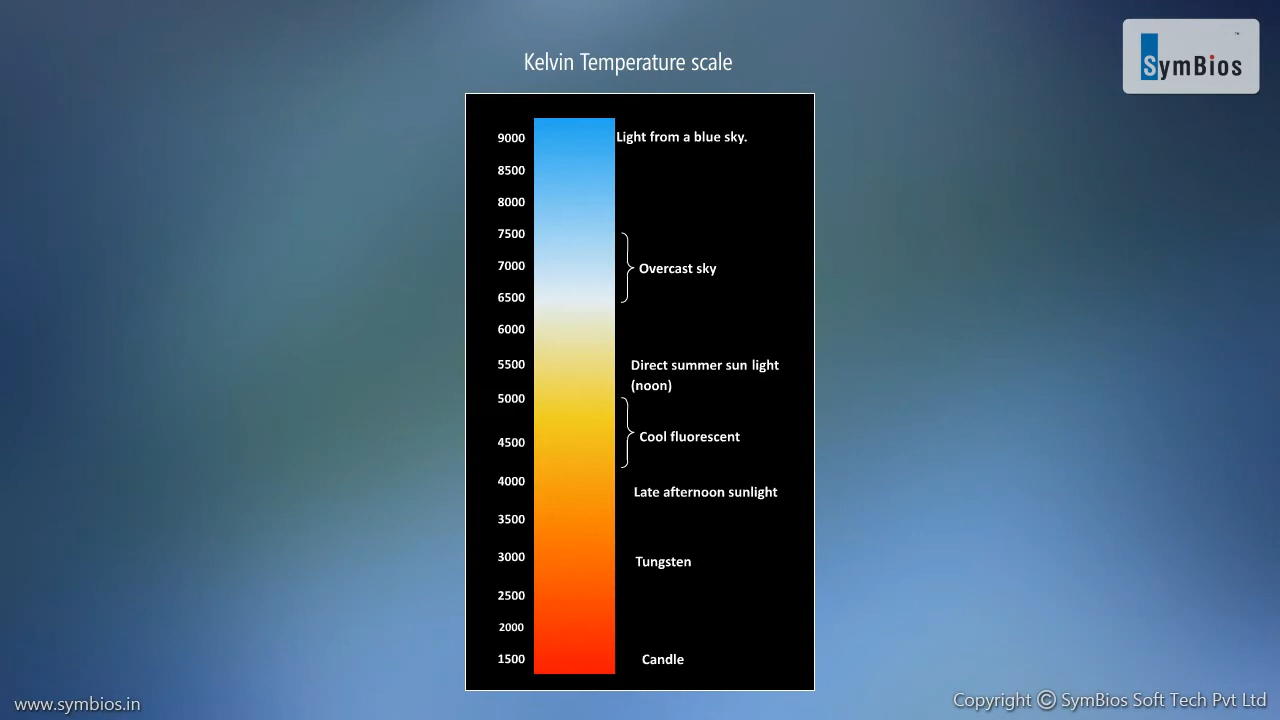 Kelvin Temperature scale
SymBios
™
9000 Light from a blue sky.
8500
8000
7500
7000 Overcast sky
6500
6000
5500 Direct summer sun light
(noon)
5000
4500 Cool fluorescent
4000 Late afternoon sunlight
3500
3000 Tungsten
2500
2000
1500 Candle
www.symbios.in
Copyright © SymBios Soft Tech Pvt Ltd